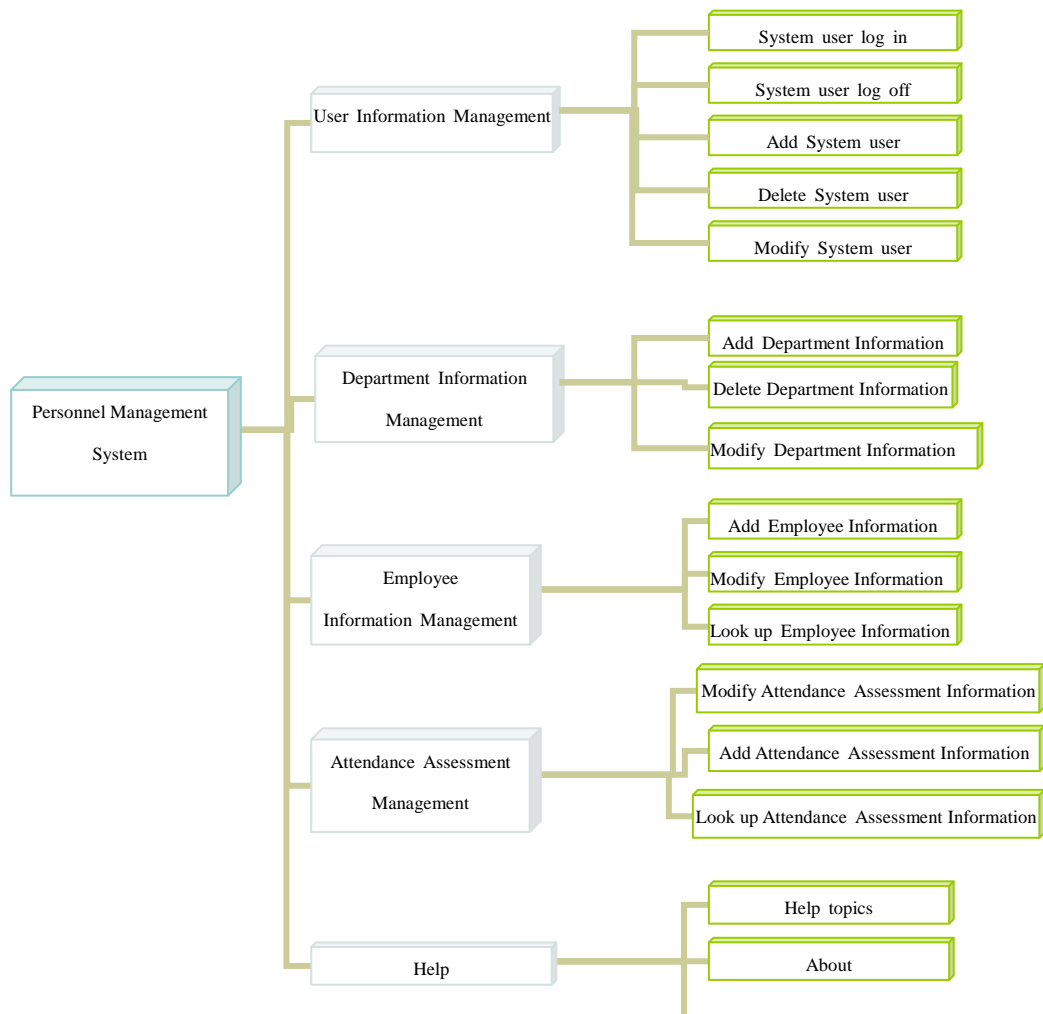 System user log in
System user log off
User Information Management
Add System user
Delete System user
Modify System user
Add Department Information
Department Information
Management
Delete Department Information
Personnel Management
System
Modify Department Information
Add Employee Information
Employee
Information Management
Modify Employee Information
Look up Employee Information
Modify Attendance Assessment Information
Attendance Assessment
Management
Add Attendance Assessment Information
Look up Attendance Assessment Information
Help topics
Help
About